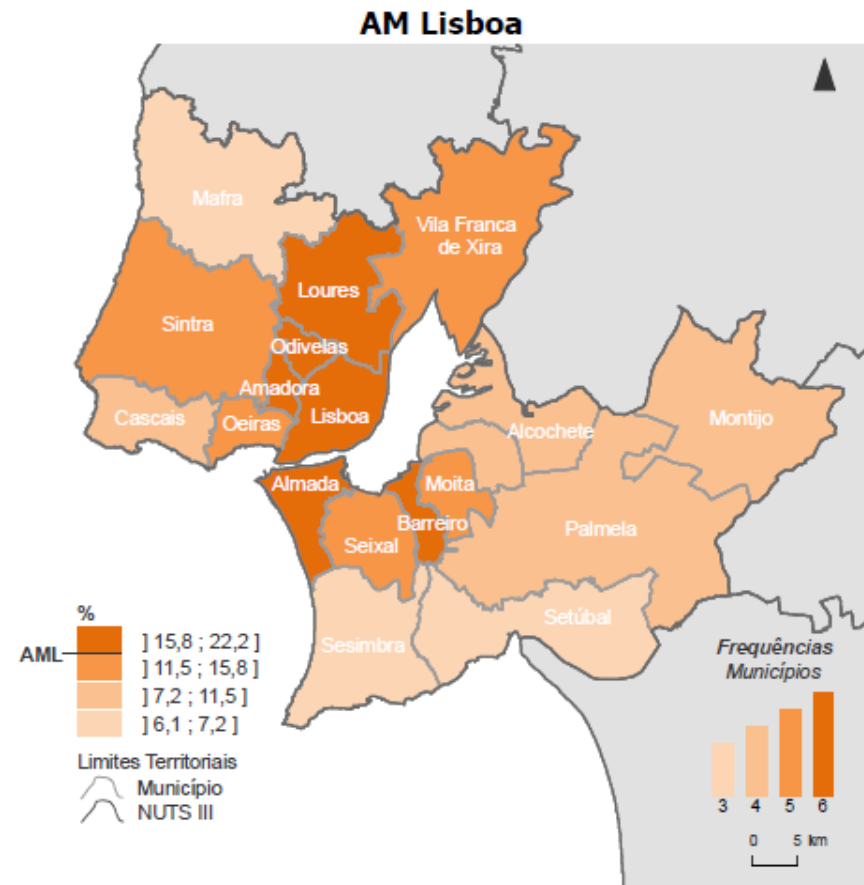 AM Lisboa
Mafra
Vila Franca
de Xira
Loures
Sintra
Odivelas
Amadora
Lisboa
Cascais
Oeiras
Alcochete
Montijo
Almada
Moita
Barreiro
Seixal
Palmela
Sesimbra
Setúbal
%
AML
] 15,8 ; 22,2 ]
] 11,5 ; 15,8 ]
] 7,2 ; 11,5 ]
] 6,1 ; 7,2 ]
Limites Territoriais
Município
NUTS III
Frequências
Municípios
3 4 5 6
0 5 km